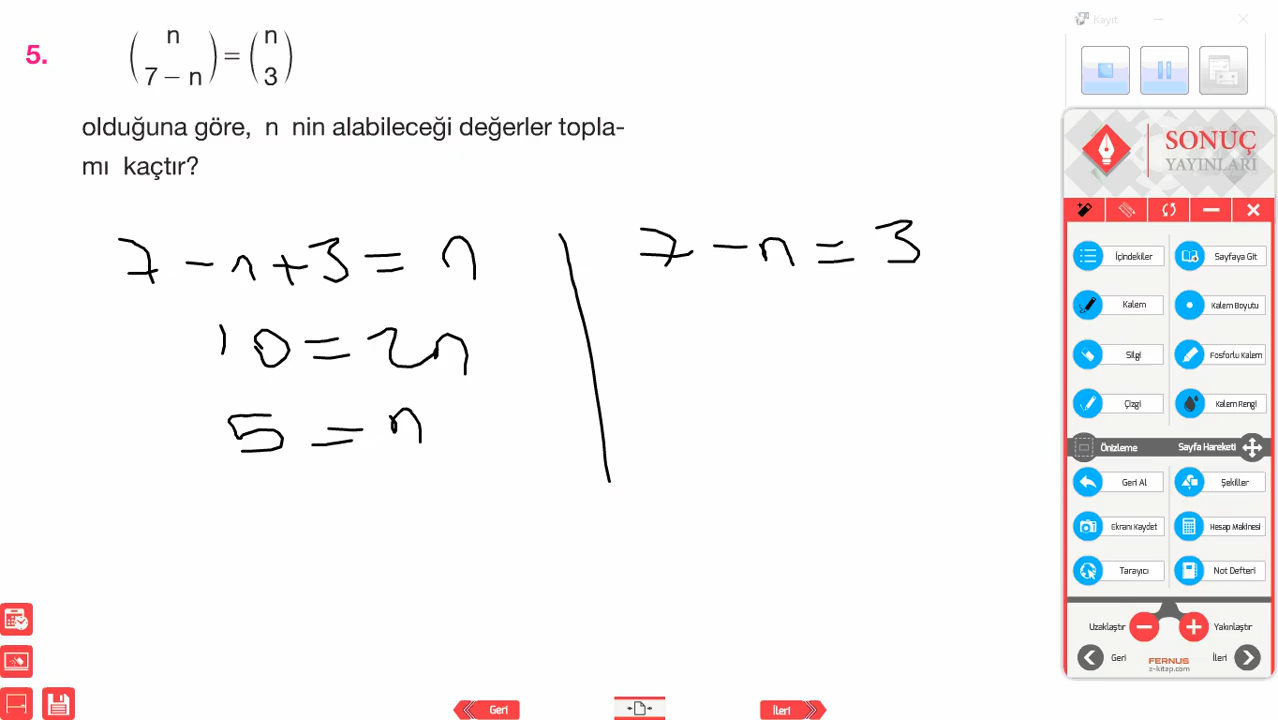 5.
(n 7 – n) = (n 3)
olduğuna göre, n nin alabileceği değerler topla-
mı kaçtır?
7 - n + 3 = n
10 = 2n
5 = n
7 - n = 3
Kayıt
SONUÇ
YAYINLARI
İçindekiler
Sayfaya Git
Kalem
Kalem Boyutu
Silgi
Fosforlu Kalem
Çizgi
Kalem Rengi
Önizleme
Sayfa Hareketi
Geri Al
Şekiller
Ekranı Kaydet
Hesap Makinesi
Tarayıcı
Not Defteri
Uzaklaştır
Yakınlaştır
Geri
FERNUS
z-kitap.com
İleri
Geri
İleri